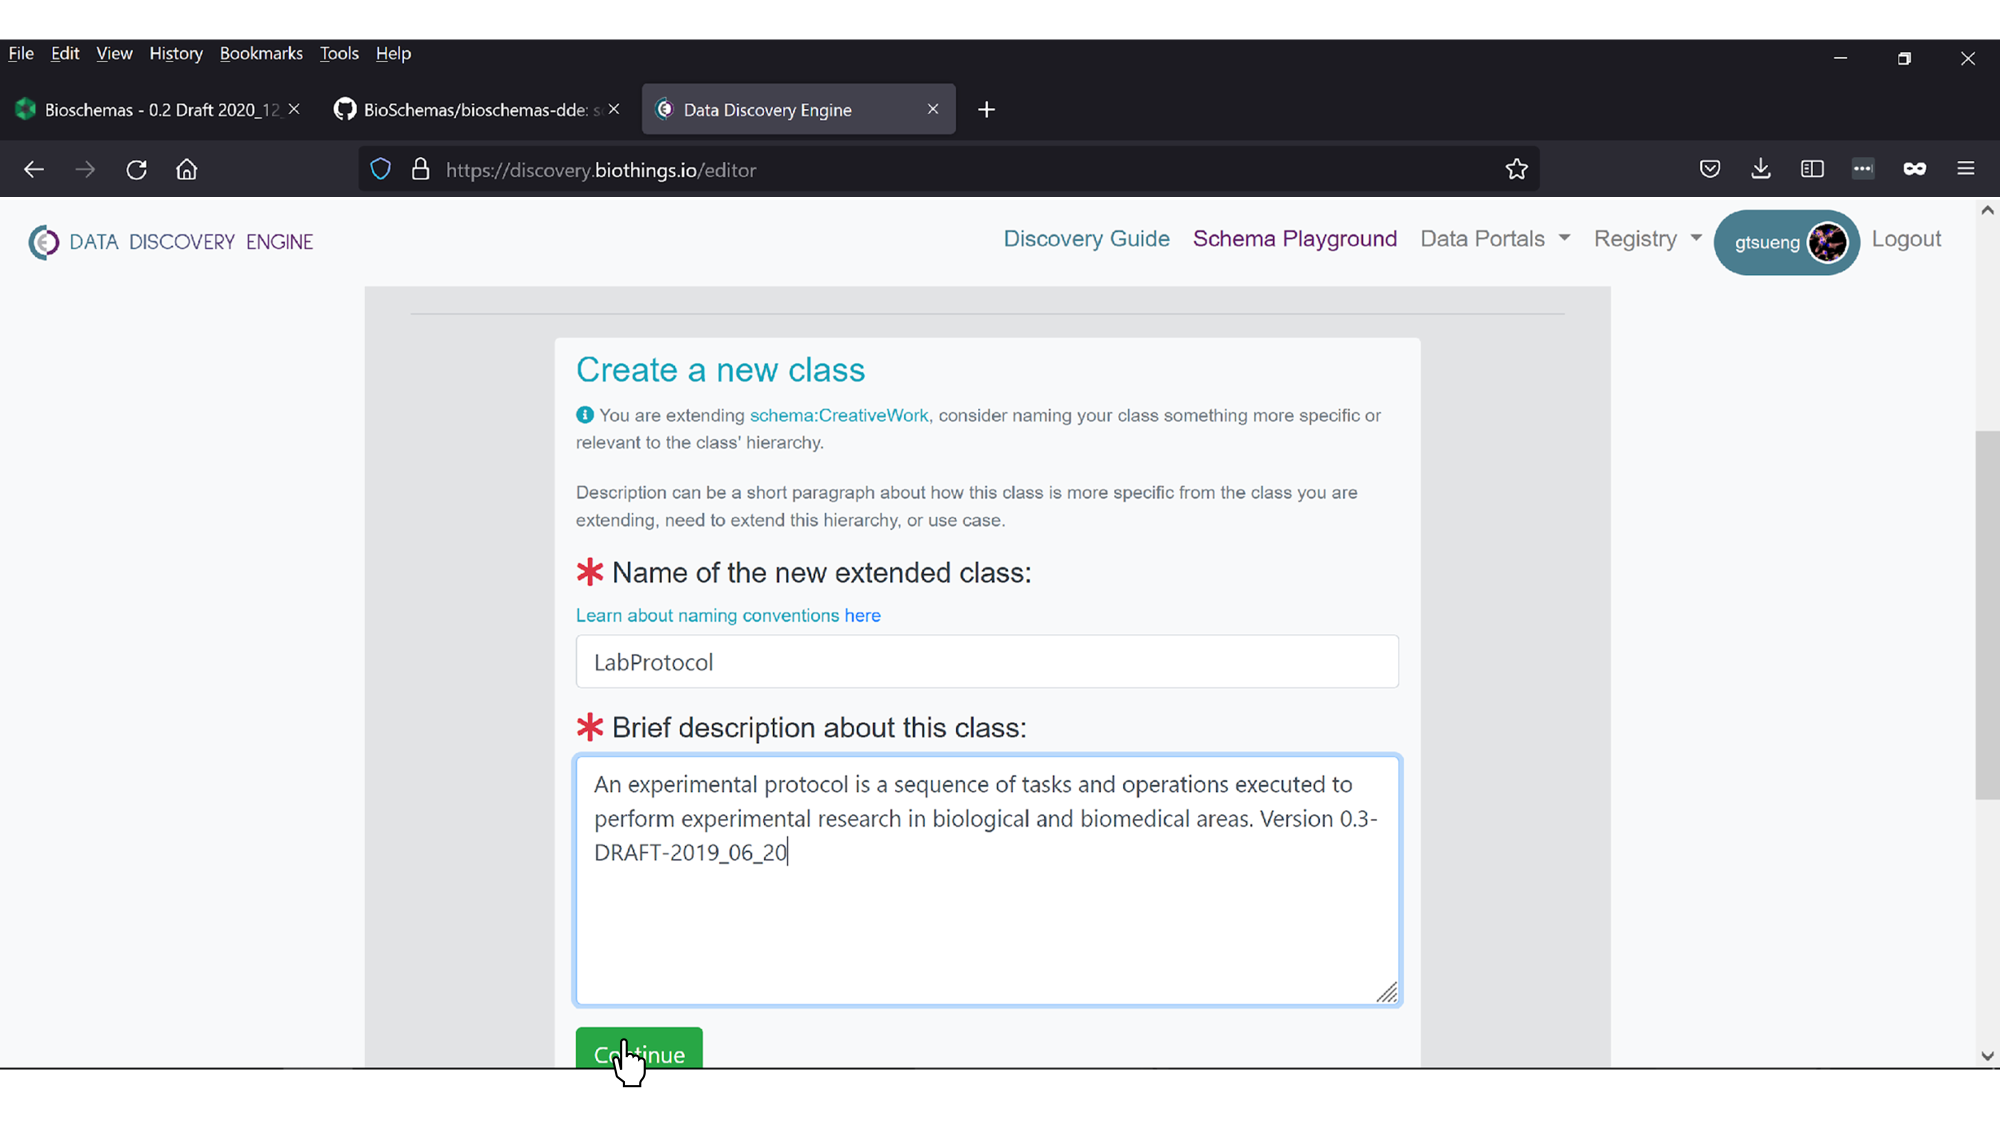 File Edit View History Bookmarks Tools Help
Bioschemas - 0.2 Draft 2020_12_
BioSchemas/bioschemas-dde: sc
Data Discovery Engine
https://discovery.biothings.io/editor
DATA DISCOVERY ENGINE
Discovery Guide Schema Playground Data Portals Registry gtsueng Logout
Create a new class
You are extending schema:CreativeWork, consider naming your class something more specific or
relevant to the class' hierarchy.
Description can be a short paragraph about how this class is more specific from the class you are
extending, need to extend this hierarchy, or use case.
Name of the new extended class:
Learn about naming conventions here
LabProtocol
Brief description about this class:
An experimental protocol is a sequence of tasks and operations executed to
perform experimental research in biological and biomedical areas. Version 0.3-
DRAFT-2019_06_20
Continue